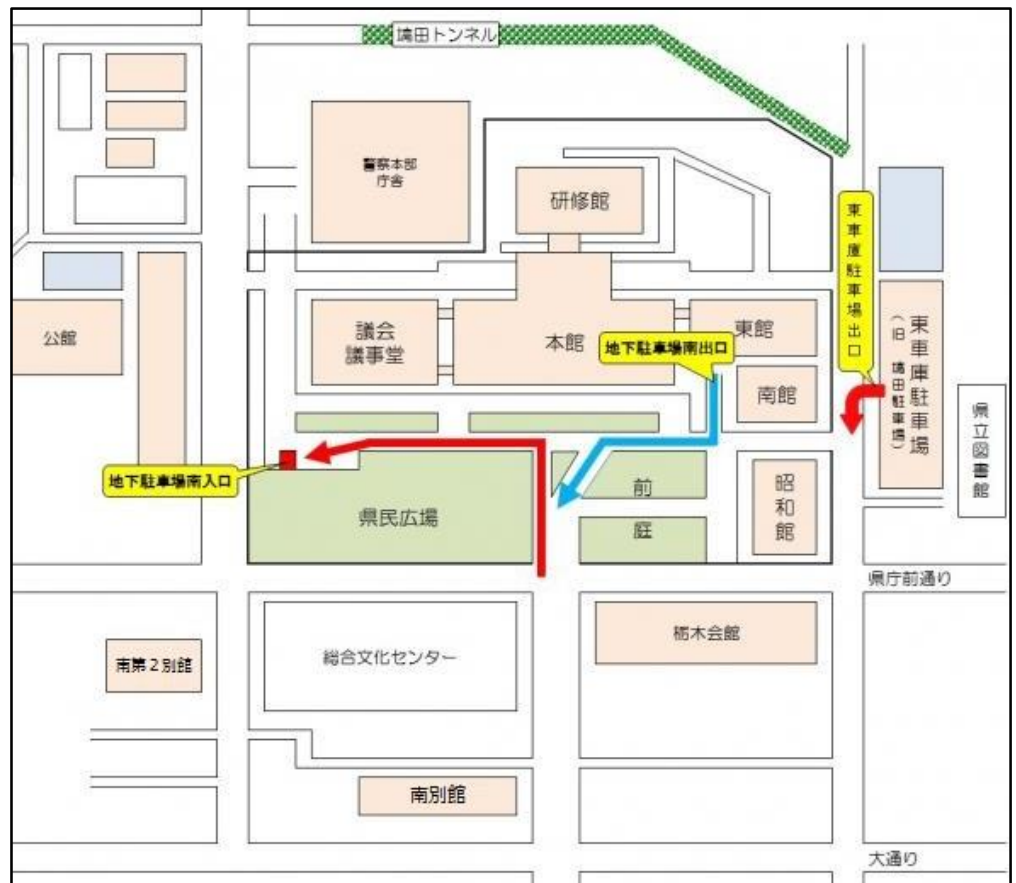 塙田トンネル
警察本部
庁舎
研修館
東車庫駐車場出口
公館
議会
議事堂
本館
地下駐車場南出口
東館
南館
東車庫駐車場
（旧 塙田駐車場）
県立図書館
地下駐車場南入口
県民広場
前
庭
昭和館
県庁前通り
南第２別館
総合文化センター
栃木会館
南別館
大通り